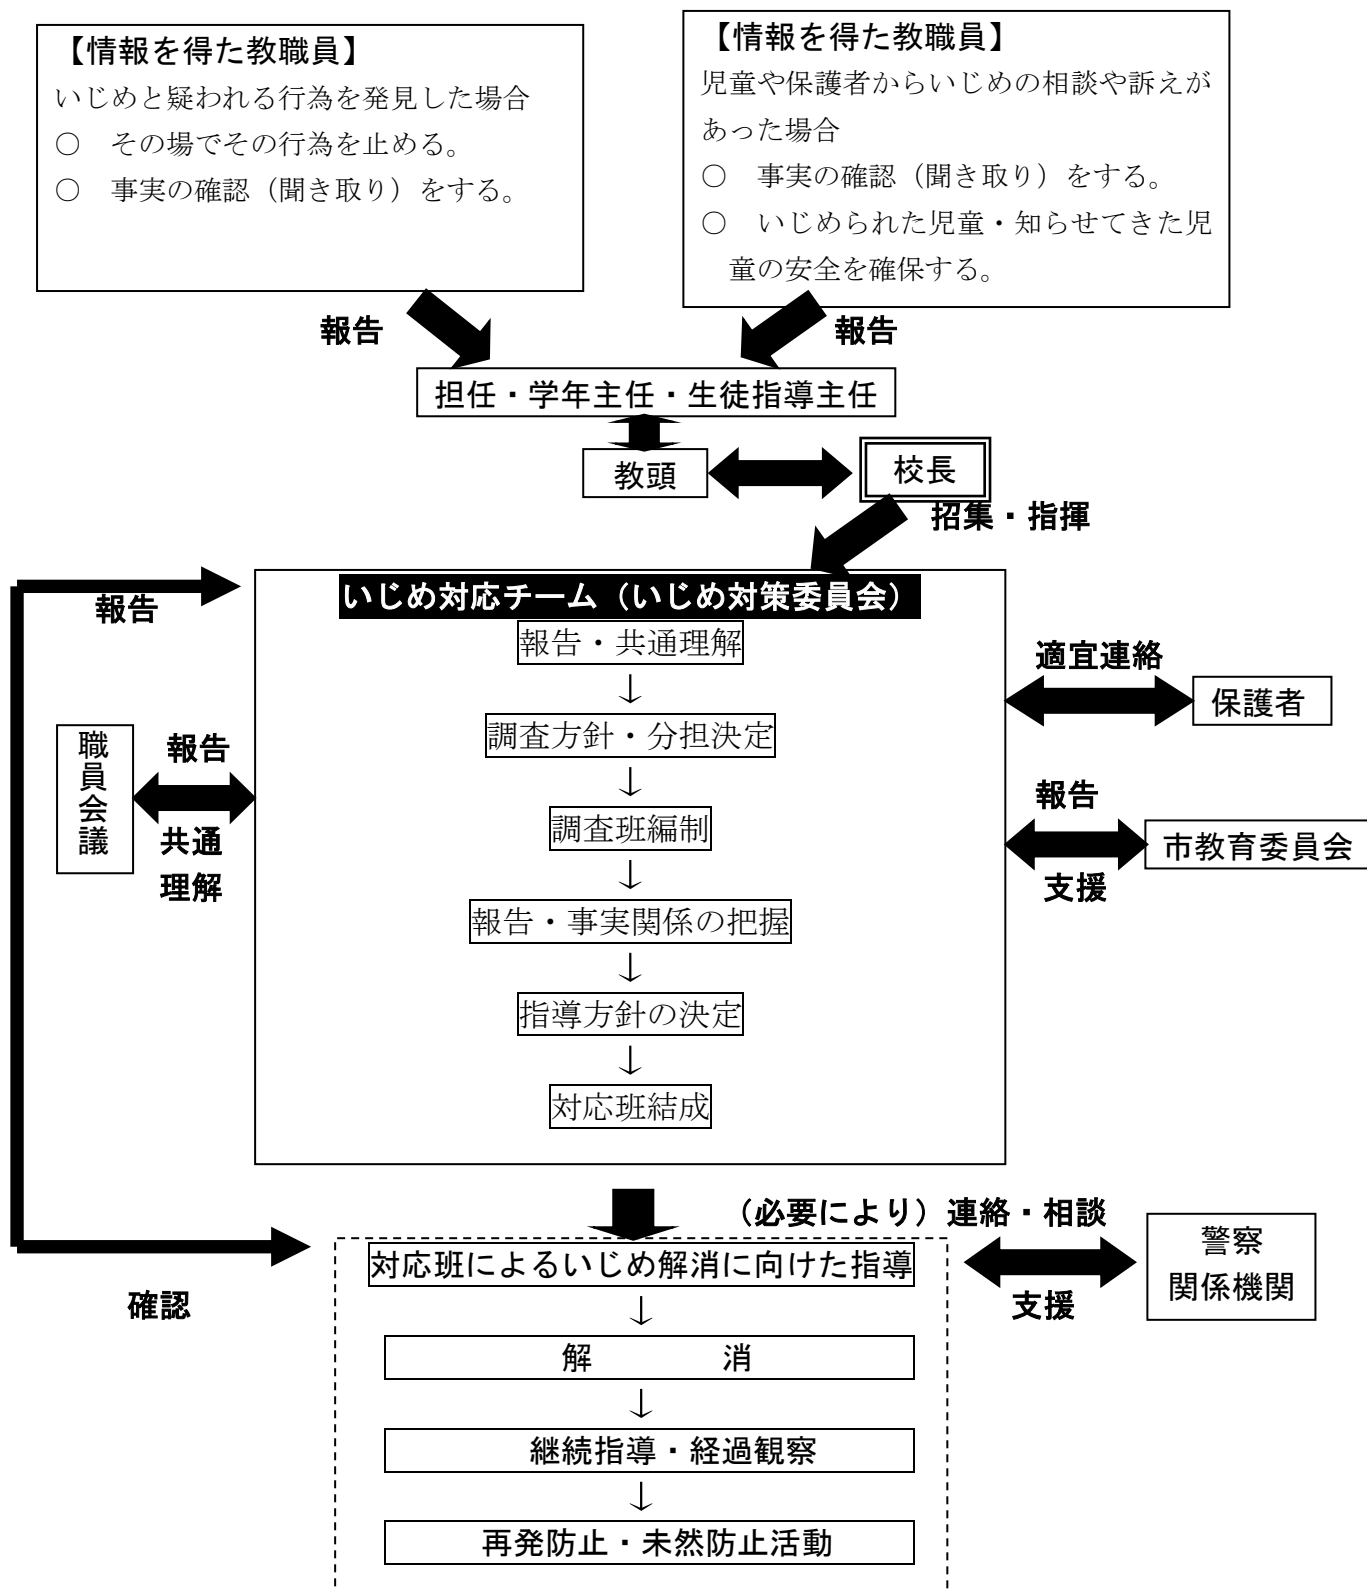 【情報を得た教職員】
いじめと疑われる行為を発見した場合
○　その場でその行為を止める。
○　事実の確認（聞き取り）をする。
【情報を得た教職員】
児童や保護者からいじめの相談や訴えが
あった場合
○　事実の確認（聞き取り）をする。
○　いじめられた児童・知らせてきた児
童の安全を確保する。
報告
報告
担任・学年主任・生徒指導主任
教頭
校長
招集・指揮
報告
いじめ対応チーム（いじめ対策委員会）
報告・共通理解
↓
調査方針・分担決定
↓
調査班編制
↓
報告・事実関係の把握
↓
指導方針の決定
↓
対応班結成
職員会議
報告
共通
理解
適宜連絡
保護者
報告
市教育委員会
支援
（必要により）連絡・相談
警察
関係機関
支援
確認
対応班によるいじめ解消に向けた指導
↓
解　　　　消
↓
継続指導・経過観察
↓
再発防止・未然防止活動